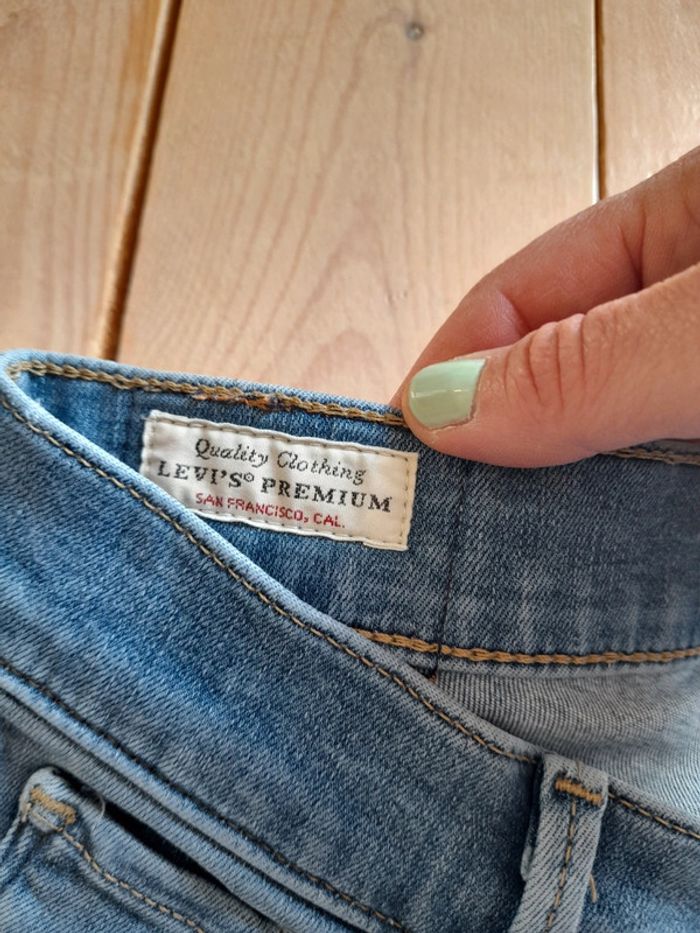 Quality Clothing
LEVI'S® PREMIUM
SAN FRANCISCO, CAL.